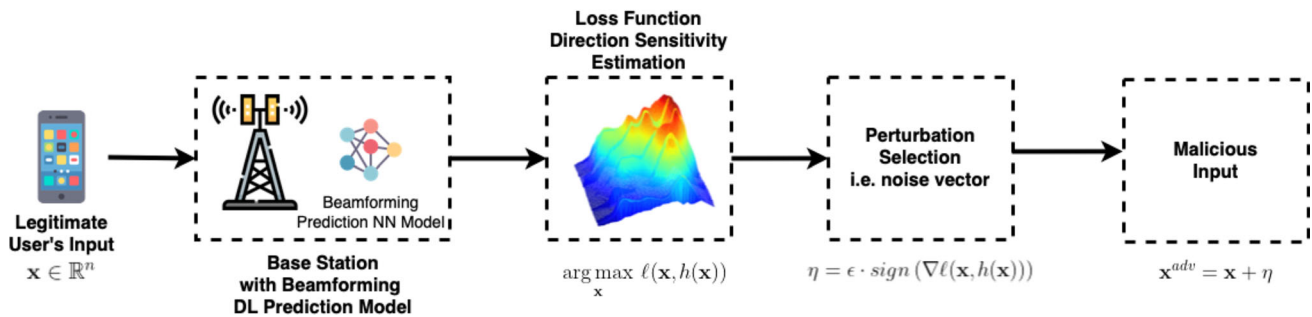 Loss Function
Direction Sensitivity
Estimation
Legitimate
User's Input
x ∈ ℝⁿ
Beamforming
Prediction NN Model
Base Station
with Beamforming
DL Prediction Model
arg max ℓ(x, h(x))
x
Perturbation
Selection
i.e. noise vector
η = ϵ · sign (∇ℓ(x, h(x)))
Malicious
Input
xᵃᵈᵛ = x + η